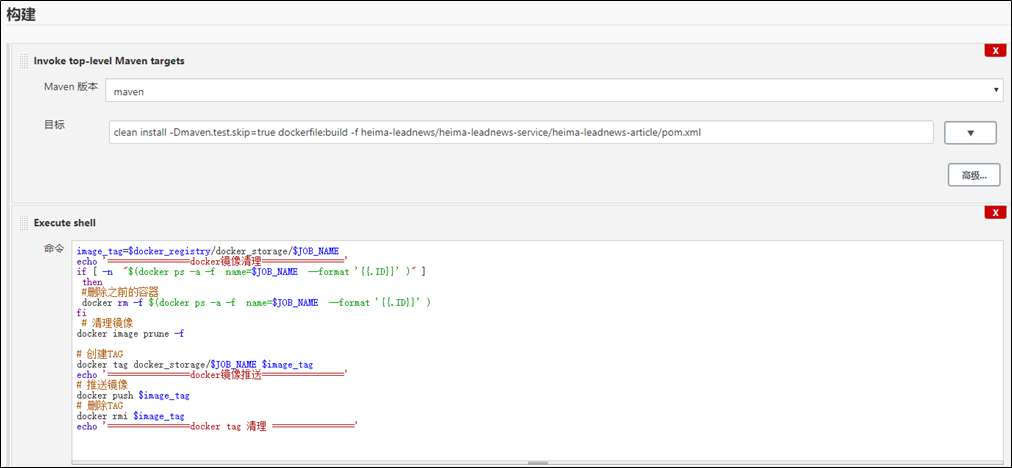 构建
X
Invoke top-level Maven targets
Maven 版本
maven
目标
clean install -Dmaven.test.skip=true dockerfile:build -f heima-leadnews/heima-leadnews-service/heima-leadnews-article/pom.xml
高级...
X
Execute shell
命令
image_tag=$docker_registry/docker_storage/$JOB_NAME
echo '================docker镜像清理================'
if [ -n  "$(docker ps -a -f  name=$JOB_NAME  --format '{{.ID}}' )" ]
then
#删除之前的容器
docker rm -f $(docker ps -a -f  name=$JOB_NAME  --format '{{.ID}}' )
fi
# 清理镜像
docker image prune -f
# 创建TAG
docker tag docker_storage/$JOB_NAME $image_tag
echo '================docker镜像推送================'
# 推送镜像
docker push $image_tag
# 删除TAG
docker rmi $image_tag
echo '================docker tag 清理 ================'